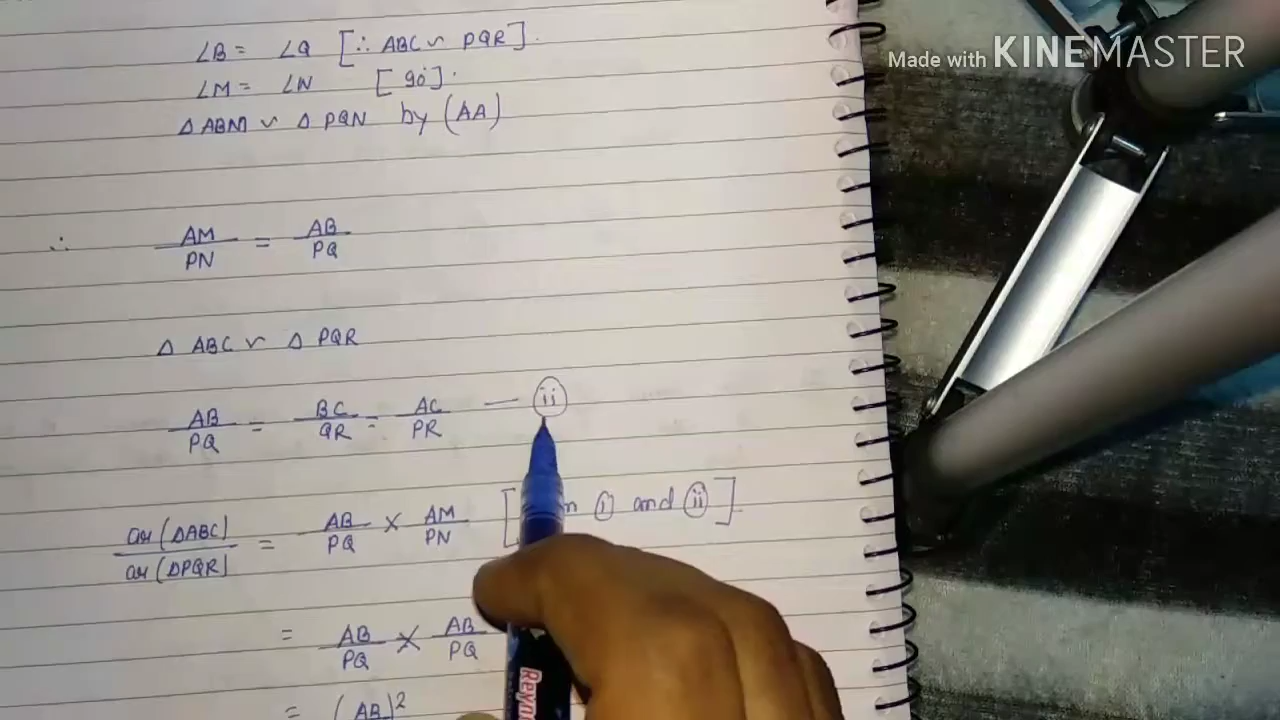 ∠B = ∠Q [∵ ABC ∽ PQR].
∠M = ∠N [90°].
Δ ABM ∽ Δ PQN by (AA)
∴ AM/PN = AB/PQ
Δ ABC ∽ Δ PQR
AB/PQ = BC/QR = AC/PR — (ii)
ar(ΔABC)/ar(ΔPQR) = AB/PQ × AM/PN [ (i) and (ii)].
= AB/PQ × AB/PQ
= (AB)²
Made with KINEMASTER